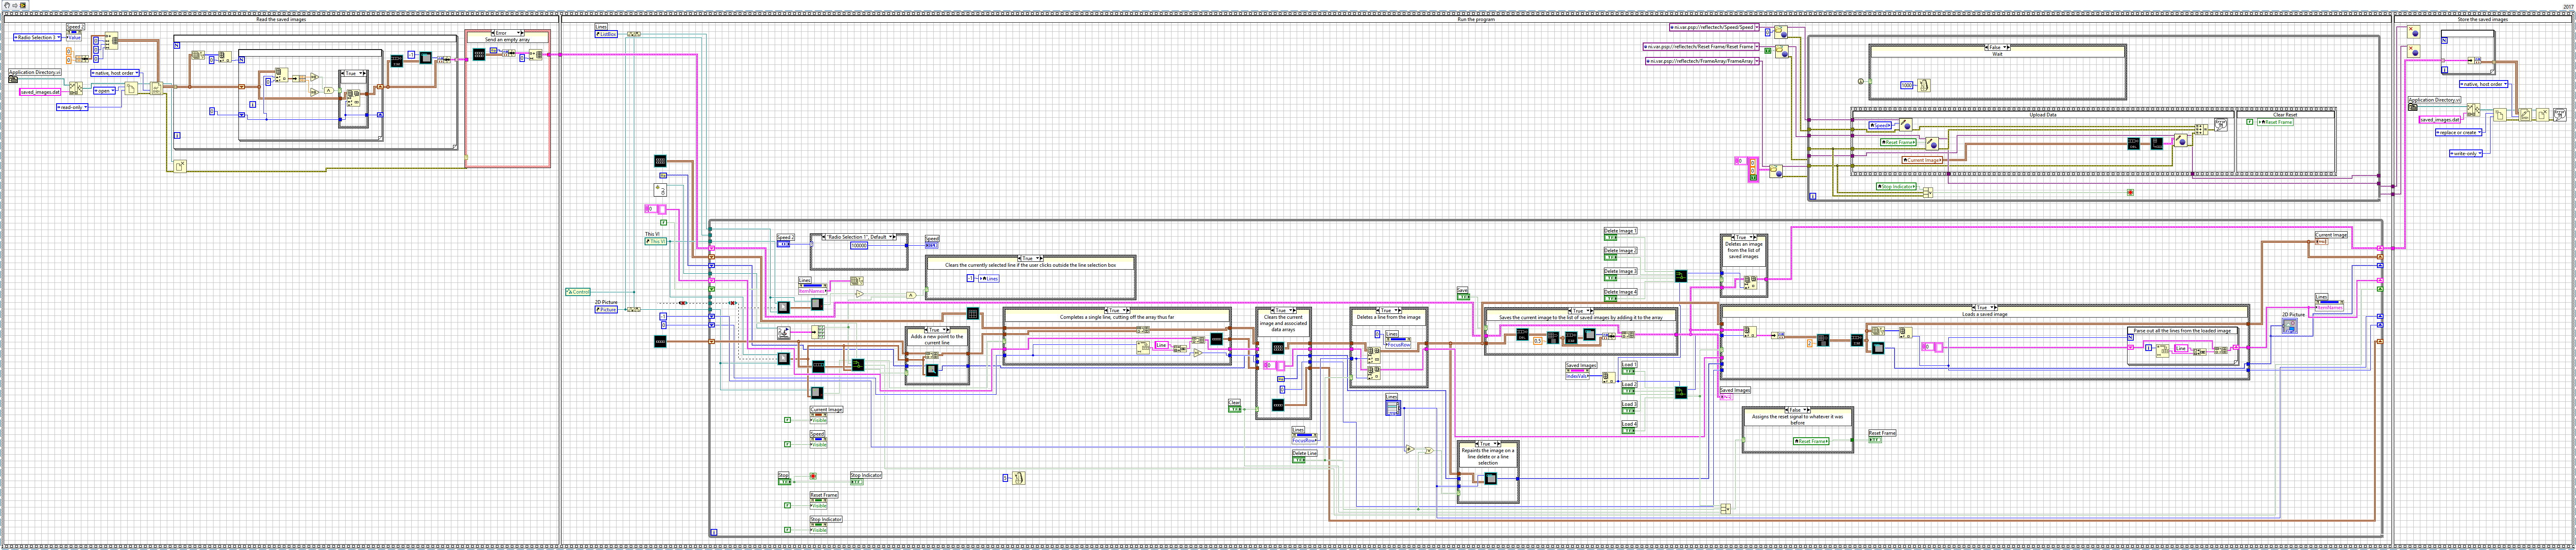 2017
Read the saved images
Run the program
Store the saved images
Speed 2
Radio Selection 3
Value
Application Directory.vi
saved_images.dat
native, host order
open
read-only
True
Error
Send an empty array
Lines
ListBox
ni.var.psp://reflectech/Speed/Speed
ni.var.psp://reflectech/Reset Frame/Reset Frame
ni.var.psp://reflectech/FrameArray/FrameArray
False
Wait
1000
Upload Data
Clear Reset
Speed
Reset Frame
Current Image
Reset Frame
Stop Indicator
native, host order
Application Directory.vi
saved_images.dat
replace or create
write-only
This VI
This VI
Control
2D Picture
Picture
Speed 2
"Radio Selection 1", Default
100000
Speed
True
Clears the currently selected line if the user clicks outside the line selection box
-1
Lines
Lines
ItemNames
True
Adds a new point to the current line
True
Completes a single line, cutting off the array thus far
Line
True
Clears the current image and associated data arrays
Clear
True
Deletes a line from the image
Lines
FocusRow
Lines
Lines
FocusRow
Delete Line
Save
True
Saves the current image to the list of saved images by adding it to the array
0.5
Delete Image 1
Delete Image 2
Delete Image 3
Delete Image 4
True
Deletes an image from the list of saved images
Saved Images
IndexVals
Load 1
Load 2
Load 3
Load 4
Saved Images
True
Loads a saved image
Parse out all the lines from the loaded image
Line
Current Image
Lines
ItemNames
2D Picture
True
Repaints the image on a line delete or a line selection
False
Assigns the reset signal to whatever it was before
Reset Frame
Reset Frame
Current Image
Visible
Speed
Visible
Stop
Stop Indicator
Reset Frame
Visible
Stop Indicator
Visible